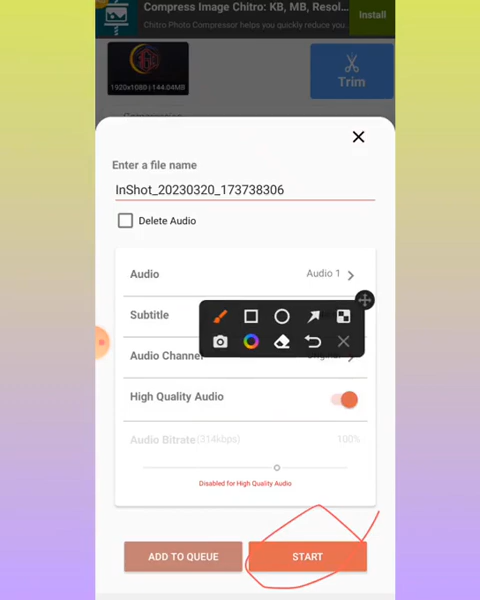 Compress Image Chitro: KB, MB, Resol...
Chitro Photo Compressor helps you quickly reduce you
Install
1920x1080 | 144.04MB
Trim
Enter a file name
InShot_20230320_173738306
Delete Audio
Audio
Audio 1
Subtitle
Audio Channel
High Quality Audio
Audio Bitrate(314kbps)
100%
Disabled for High Quality Audio
ADD TO QUEUE
START